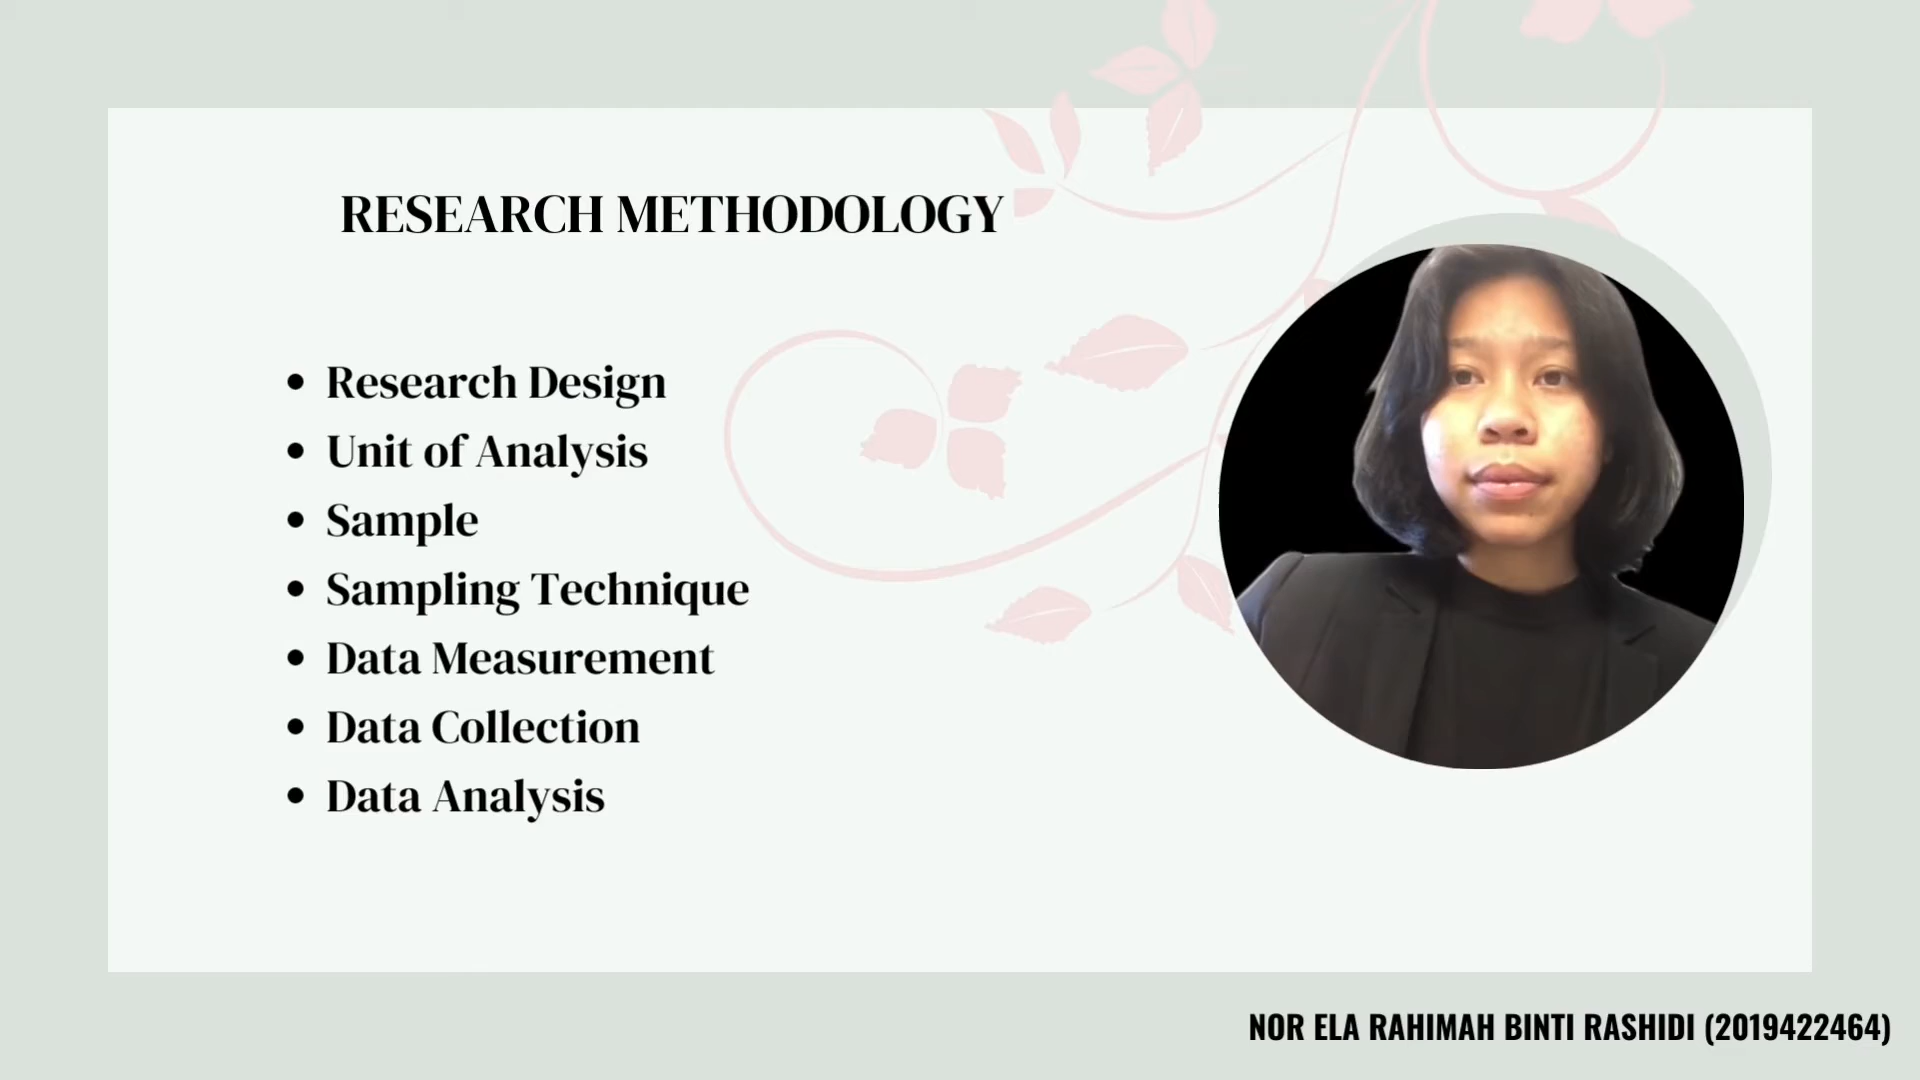 RESEARCH METHODOLOGY
• Research Design
• Unit of Analysis
• Sample
• Sampling Technique
• Data Measurement
• Data Collection
• Data Analysis
NOR ELA RAHIMAH BINTI RASHIDI (2019422464)